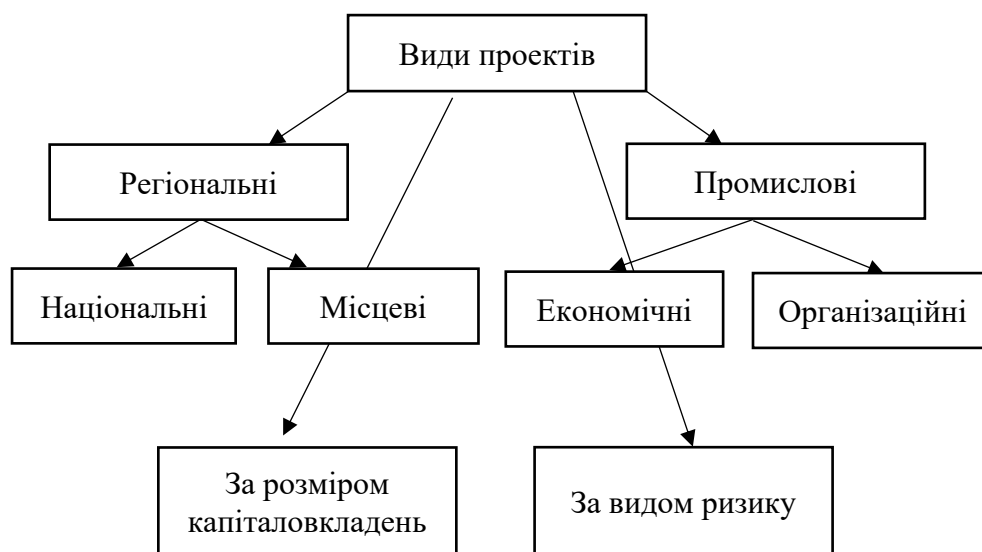 Види проектів
Регіональні
Промислові
Національні
Місцеві
Економічні
Організаційні
За розміром
капіталовкладень
За видом ризику